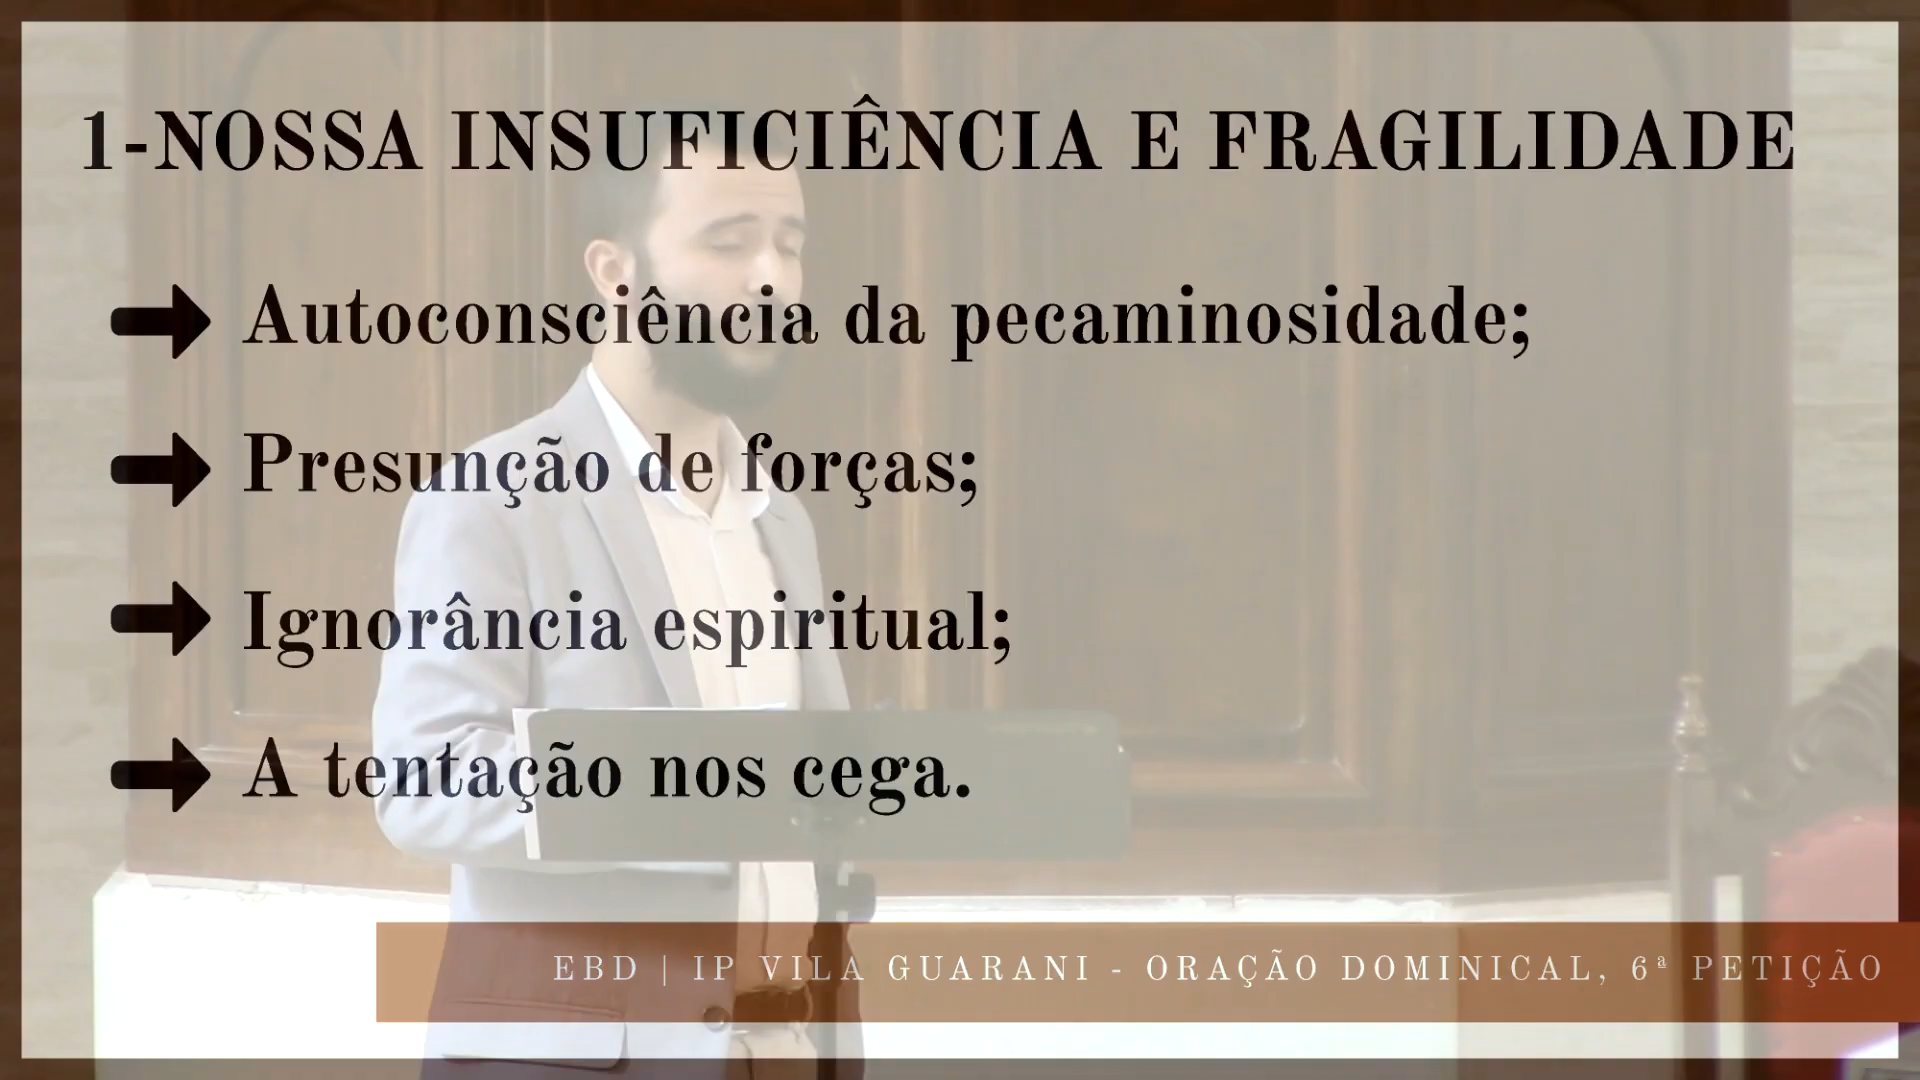 1-NOSSA INSUFICIÊNCIA E FRAGILIDADE
Autoconsciência da pecaminosidade;
Presunção de forças;
Ignorância espiritual;
A tentação nos cega.
EBD | IP VILA GUARANI - ORAÇÃO DOMINICAL, 6ª PETIÇÃO